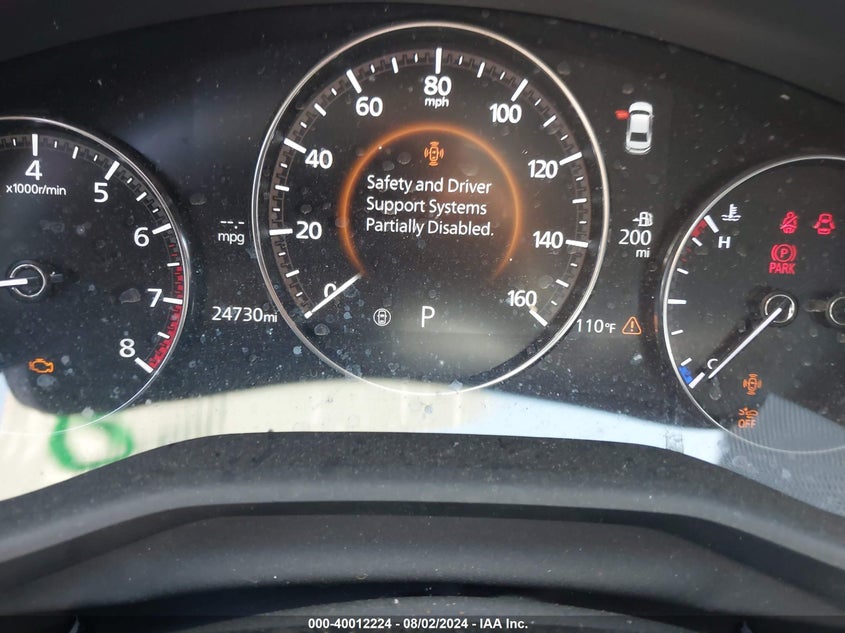 80
mph
60
100
40
120
Safety and Driver
Support Systems
Partially Disabled.
20
140
0
160
P
4
x1000r/min
5
6
7
8
--.-
mpg
24730mi
200
mi
110°F
H
C
P
PARK
OFF
000-40012224 - 08/02/2024 - IAA Inc.